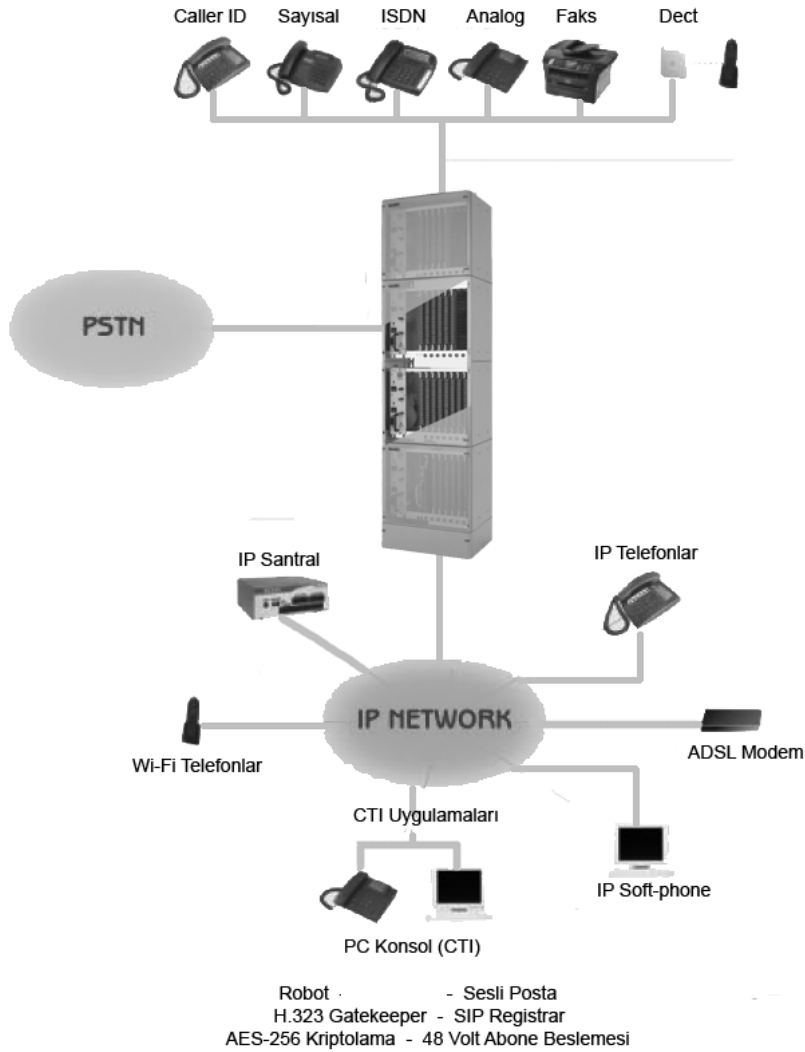 Caller ID Sayısal ISDN Analog Faks Dect
PSTN
IP Santral
IP Telefonlar
IP NETWORK
Wi-Fi Telefonlar
ADSL Modem
CTI Uygulamaları
IP Soft-phone
PC Konsol (CTI)
Robot - Sesli Posta
H.323 Gatekeeper - SIP Registrar
AES-256 Kriptolama - 48 Volt Abone Beslemesi